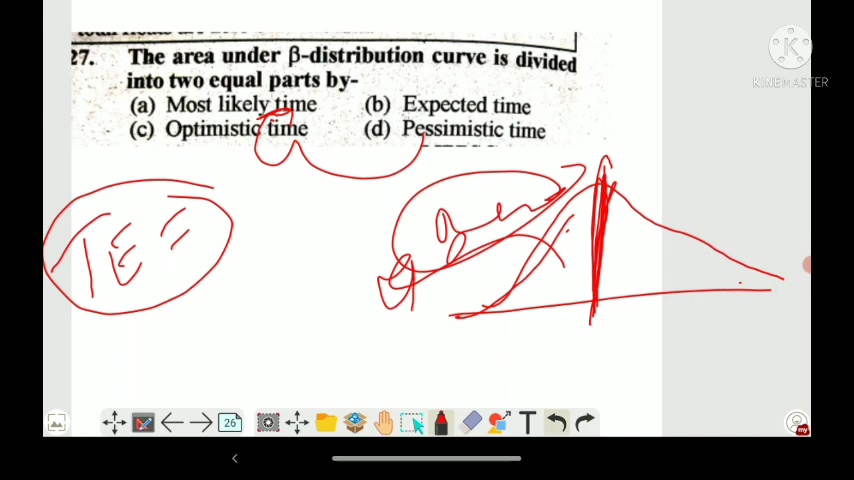 27. The area under β-distribution curve is divided
into two equal parts by-
(a) Most likely time (b) Expected time
(c) Optimistic time (d) Pessimistic time
TE =
KINEMASTER
26
T
my